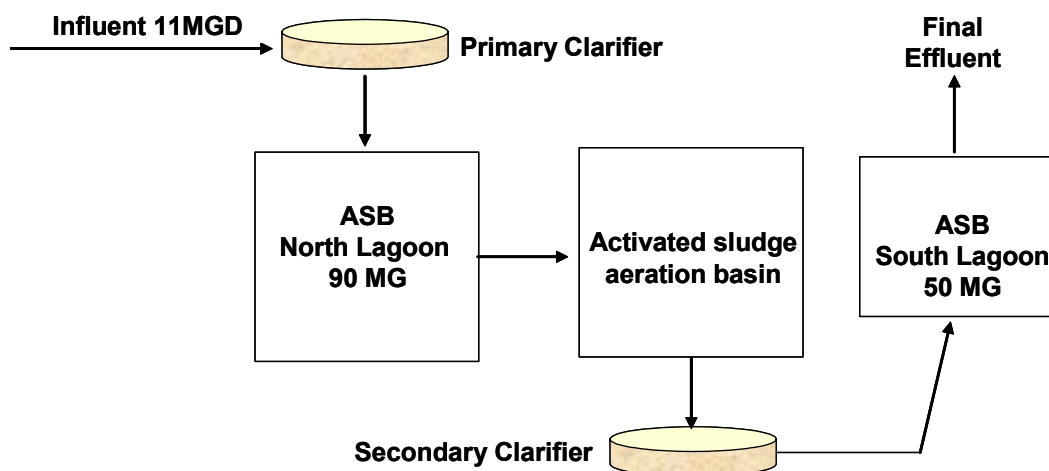 Influent 11MGD
Primary Clarifier
Final
Effluent
ASB
North Lagoon
90 MG
Activated sludge
aeration basin
ASB
South Lagoon
50 MG
Secondary Clarifier